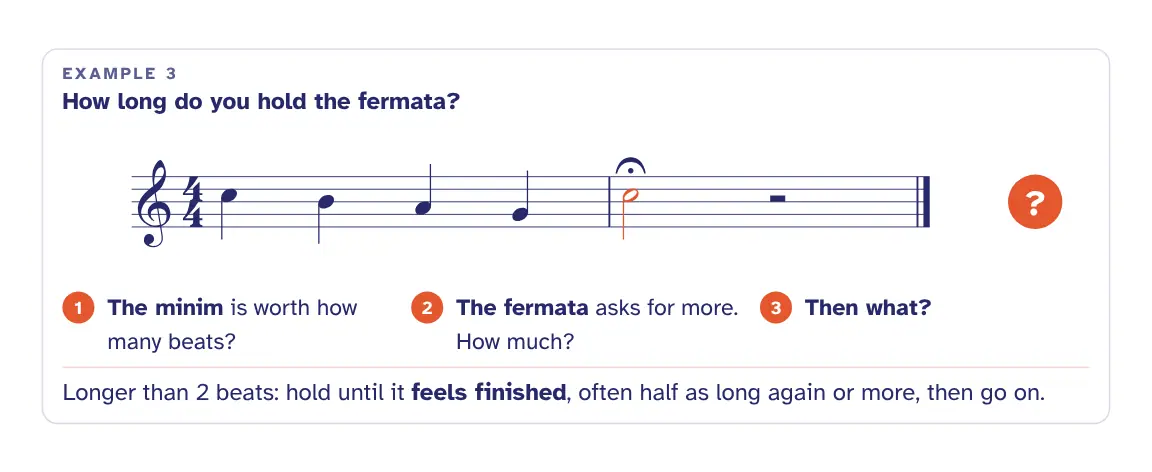 EXAMPLE 3
How long do you hold the fermata?
4
4
?
1 The minim is worth how
many beats?
2 The fermata asks for more.
How much?
3 Then what?
Longer than 2 beats: hold until it feels finished, often half as long again or more, then go on.